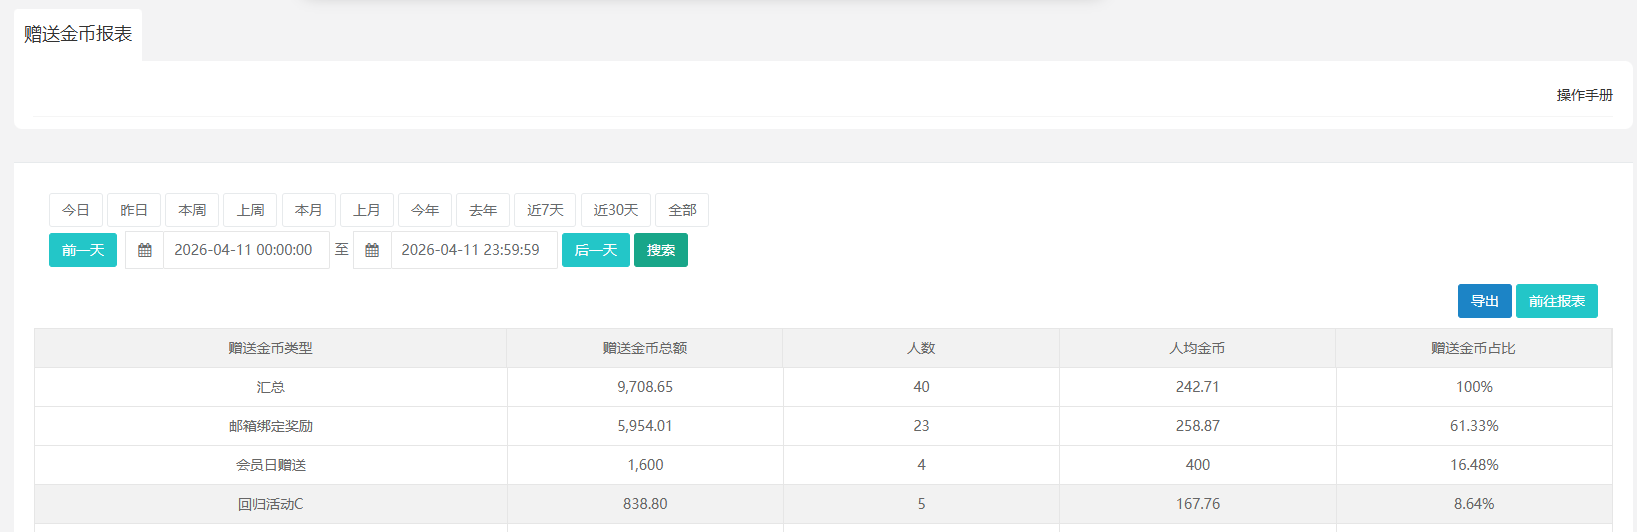 赠送金币报表
操作手册
今日 昨日 本周 上周 本月 上月 今年 去年 近7天 近30天 全部
前一天 2026-04-11 00:00:00 至 2026-04-11 23:59:59 后一天 搜索
导出 前往报表
赠送金币类型 赠送金币总额 人数 人均金币 赠送金币占比
汇总 9,708.65 40 242.71 100%
邮箱绑定奖励 5,954.01 23 258.87 61.33%
会员日赠送 1,600 4 400 16.48%
回归活动C 838.80 5 167.76 8.64%